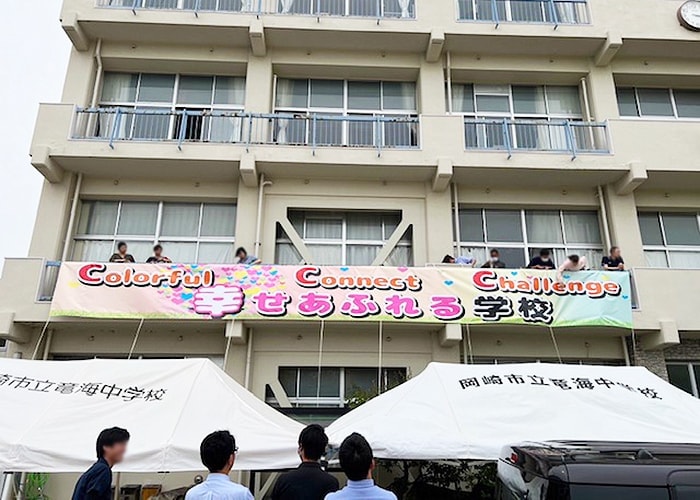 Colorful Connect Challenge
幸せあふれる学校
岡崎市立竜海中学校
岡崎市立竜海中学校